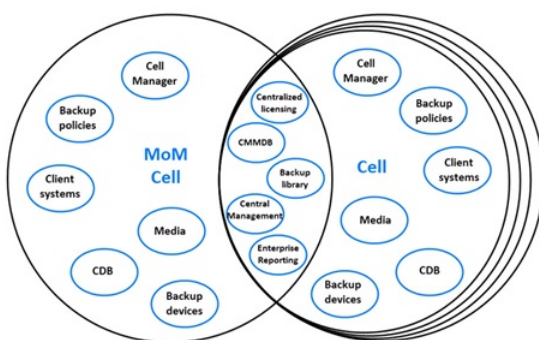 Cell
Manager
Backup
policies
MoM
Cell
Client
systems
Media
CDB
Backup
devices
Centralized
licensing
CMMDB
Backup
library
Central
Management
Enterprise
Reporting
Cell
Manager
Backup
policies
Cell
Client
systems
Media
CDB
Backup
devices